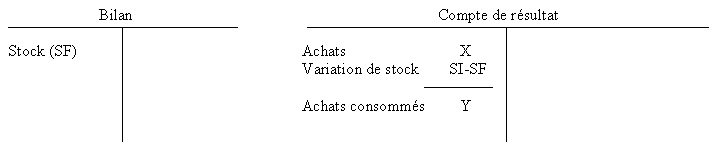 Bilan
Compte de résultat
Stock (SF)
Achats X
Variation de stock SI-SF
Achats consommés Y